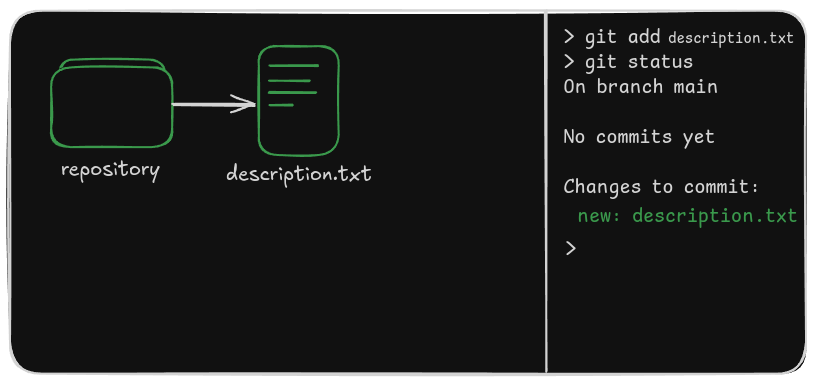 repository
description.txt
> git add description.txt
> git status
On branch main
No commits yet
Changes to commit:
new: description.txt
>